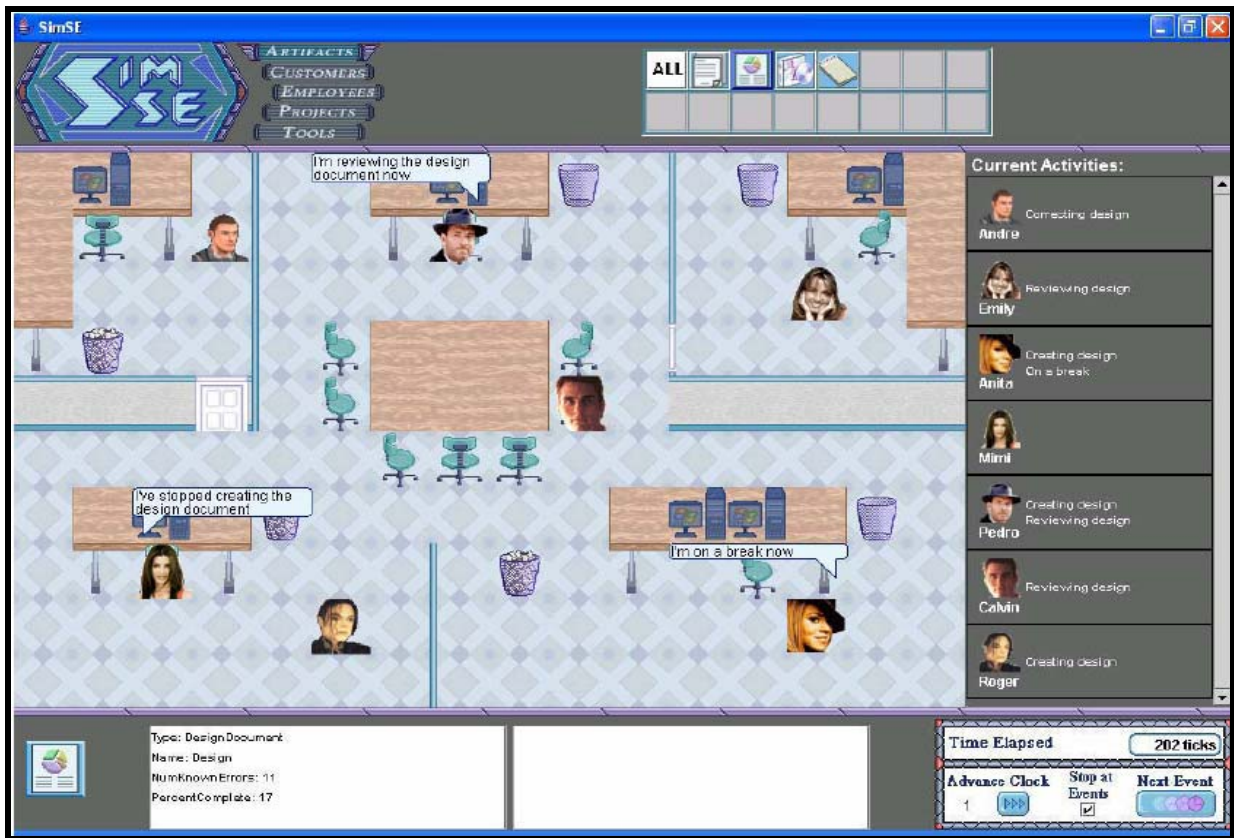 SimSE
SIM
SE
ARTIFACTS
CUSTOMERS
EMPLOYEES
PROJECTS
TOOLS
ALL
I'm reviewing the design
document now
I've stopped creating the
design document
I'm on a break now
Current Activities:
Correcting design
Andre
Reviewing design
Emily
Creating design
On a break
Anita
Mimi
Creating design
Reviewing design
Pedro
Reviewing design
Calvin
Creating design
Roger
Type: DesignDocument
Name: Design
NumKnownErrors: 11
PercentComplete: 17
Time Elapsed
202 ticks
Advance Clock
1
Stop at
Events
Next Event